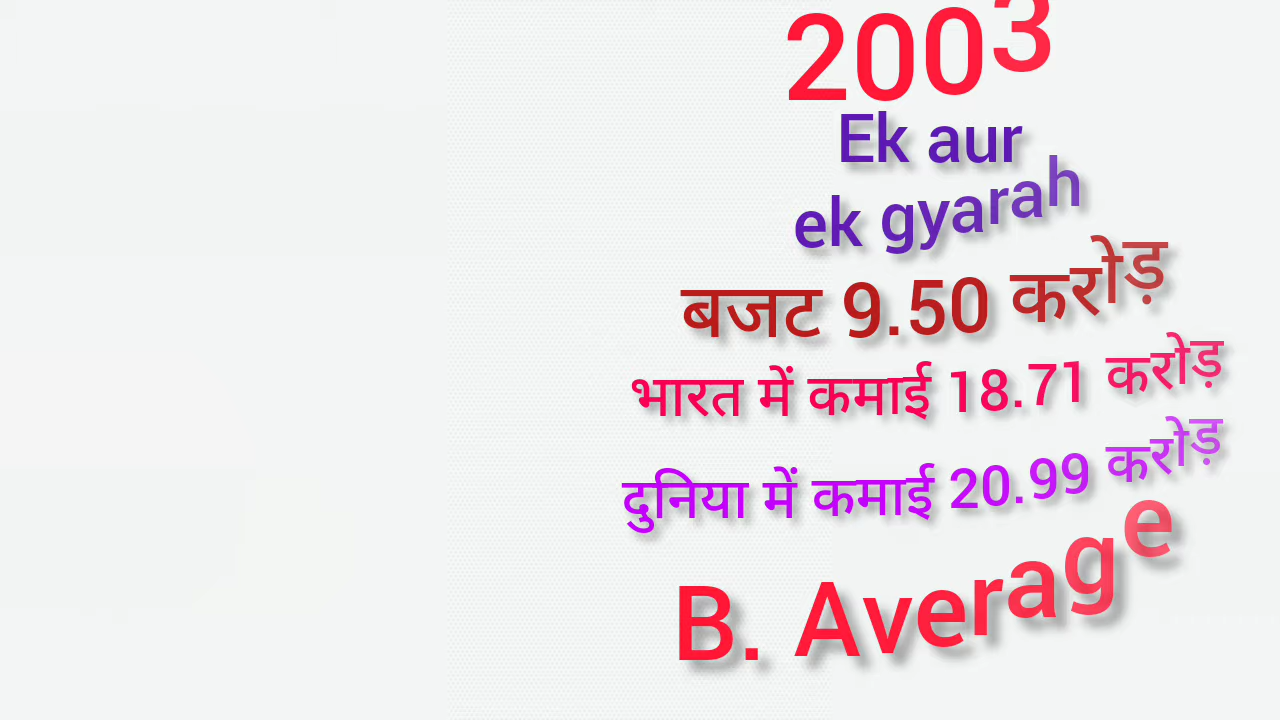 2003
Ek aur
ek gyarah
बजट 9.50 करोड़
भारत में कमाई 18.71 करोड़
दुनिया में कमाई 20.99 करोड़
B. Average